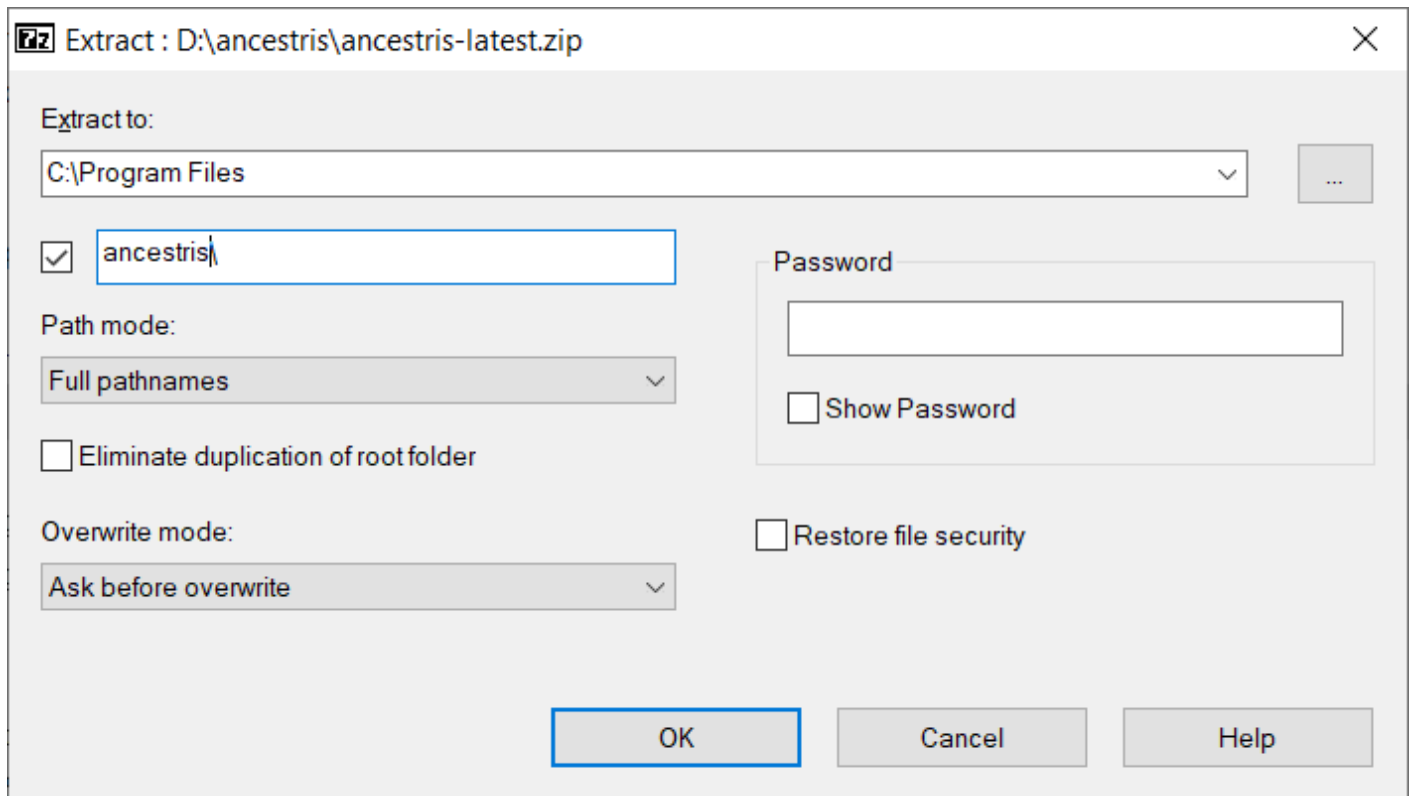 7z Extract : D:\ancestris\ancestris-latest.zip
Extract to:
C:\Program Files
...
ancestris\
Password
Path mode:
Full pathnames
Show Password
Eliminate duplication of root folder
Overwrite mode:
Restore file security
Ask before overwrite
OK Cancel Help